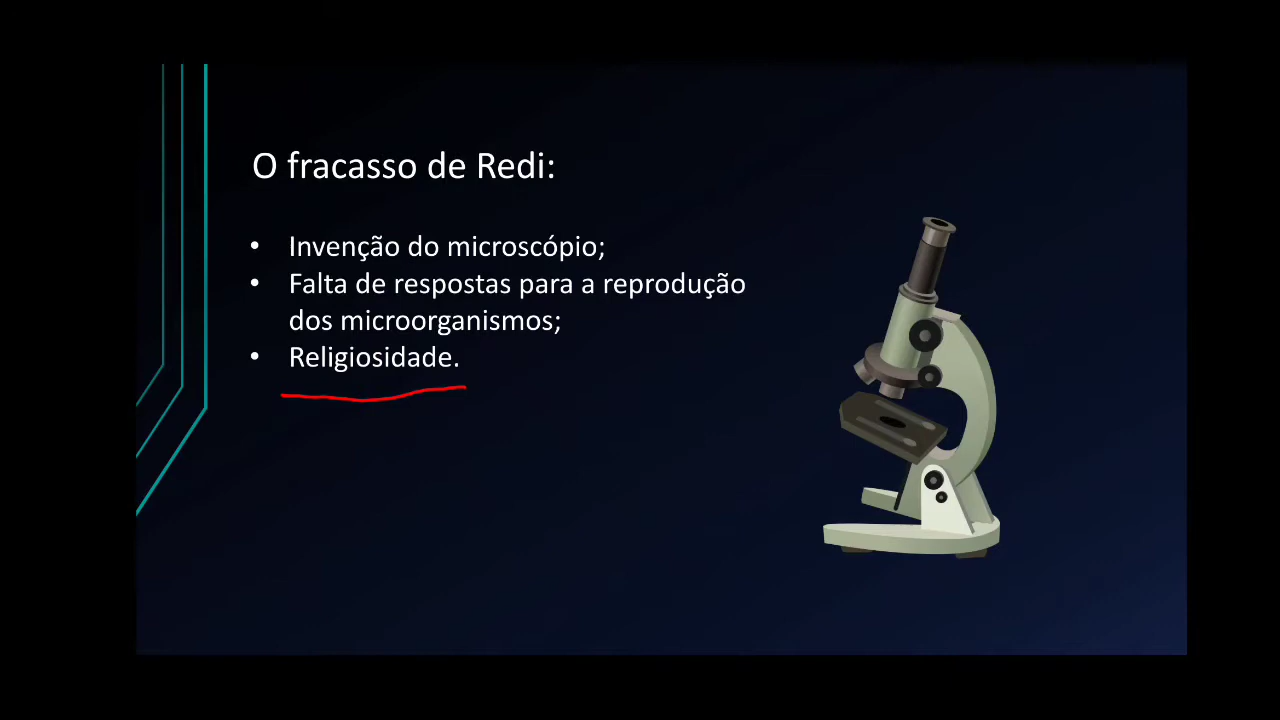 O fracasso de Redi:
• Invenção do microscópio;
• Falta de respostas para a reprodução
dos microorganismos;
• Religiosidade.